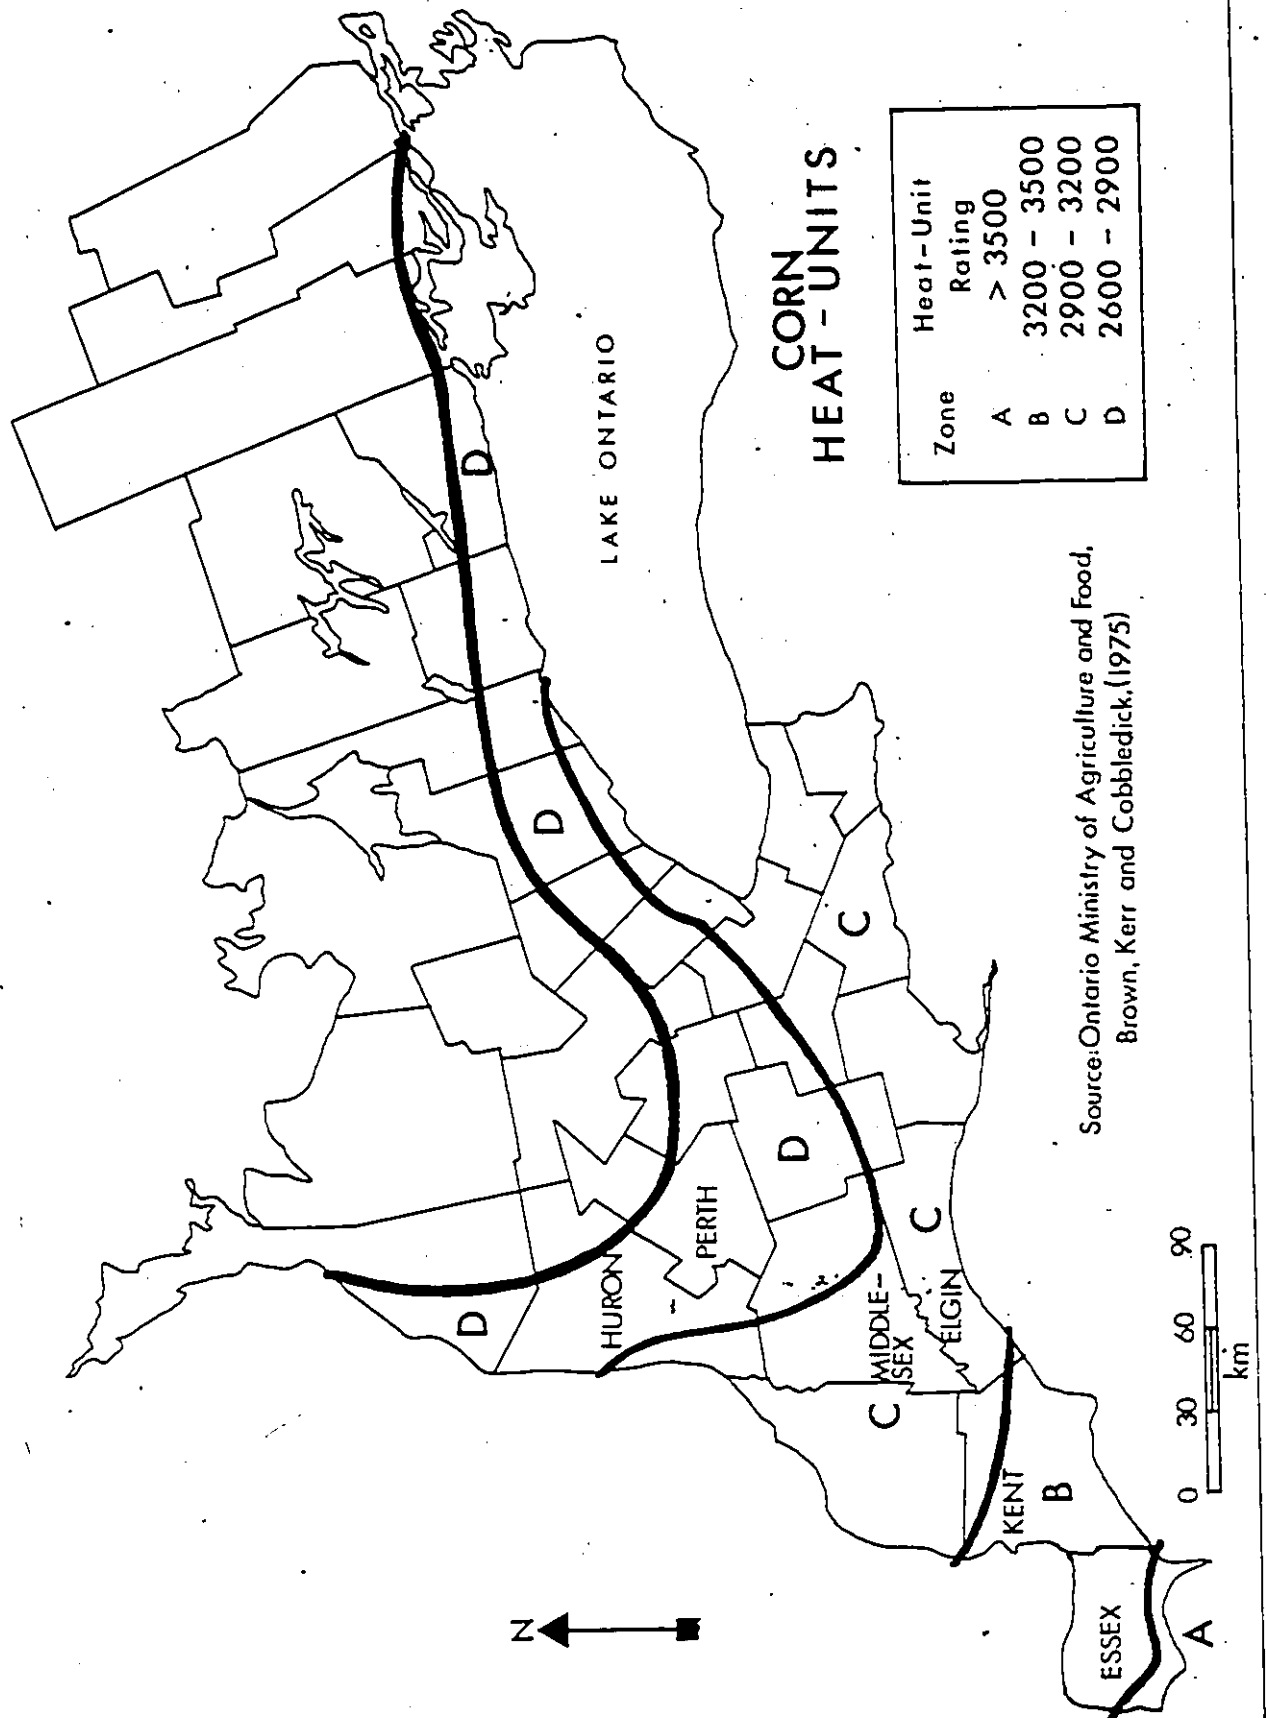 CORN
HEAT-UNITS
Zone Heat-Unit
Rating
A > 3500
B 3200 - 3500
C 2900 - 3200
D 2600 - 2900
LAKE ONTARIO
D
D
D
D
HURON
PERTH
MIDDLE-
SEX
ELGIN
C
C
C
KENT
B
ESSEX
A
N
0 30 60 90
km
Source:Ontario Ministry of Agriculture and Food,
Brown, Kerr and Cobbledick,(1975)